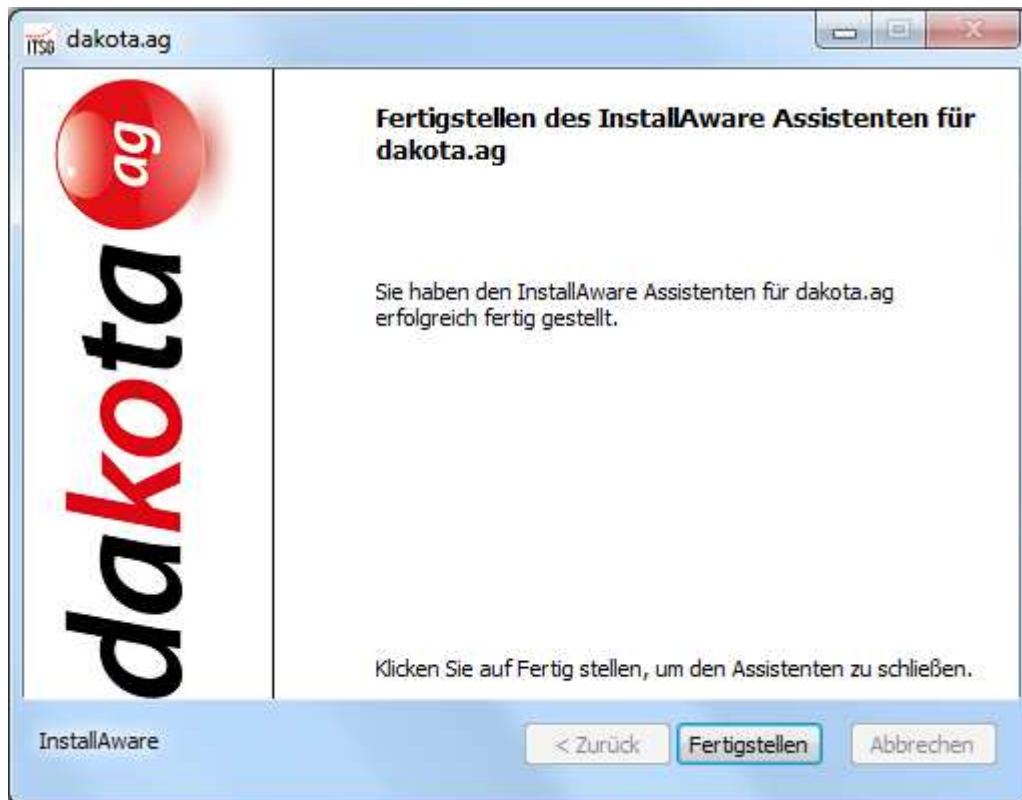 ITSG dakota.ag
dakota ag
Fertigstellen des InstallAware Assistenten für
dakota.ag
Sie haben den InstallAware Assistenten für dakota.ag
erfolgreich fertig gestellt.
Klicken Sie auf Fertig stellen, um den Assistenten zu schließen.
InstallAware
< Zurück Fertigstellen Abbrechen